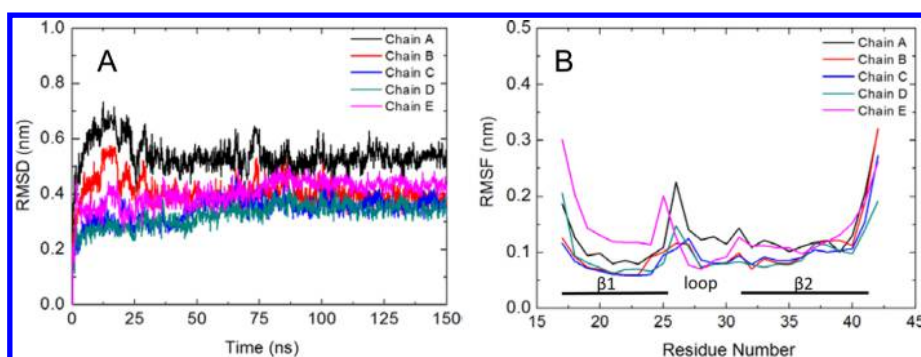 A
Chain A
Chain B
Chain C
Chain D
Chain E
1.0
0.8
0.6
0.4
0.2
0.0
RMSD (nm)
0 25 50 75 100 125 150
Time (ns)
B
Chain A
Chain B
Chain C
Chain D
Chain E
0.5
0.4
0.3
0.2
0.1
0.0
RMSF (nm)
β1 loop β2
15 20 25 30 35 40 45
Residue Number